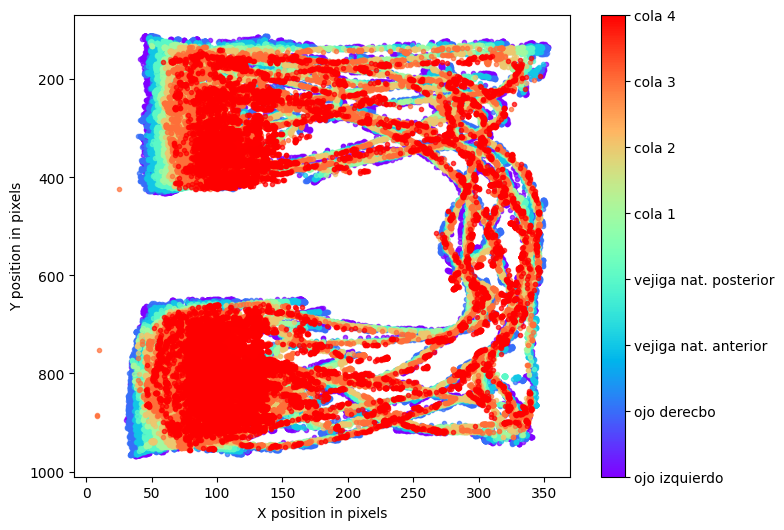 Y position in pixels
200
400
600
800
1000
0 50 100 150 200 250 300 350
X position in pixels
cola 4
cola 3
cola 2
cola 1
vejiga nat. posterior
vejiga nat. anterior
ojo derecbo
ojo izquierdo